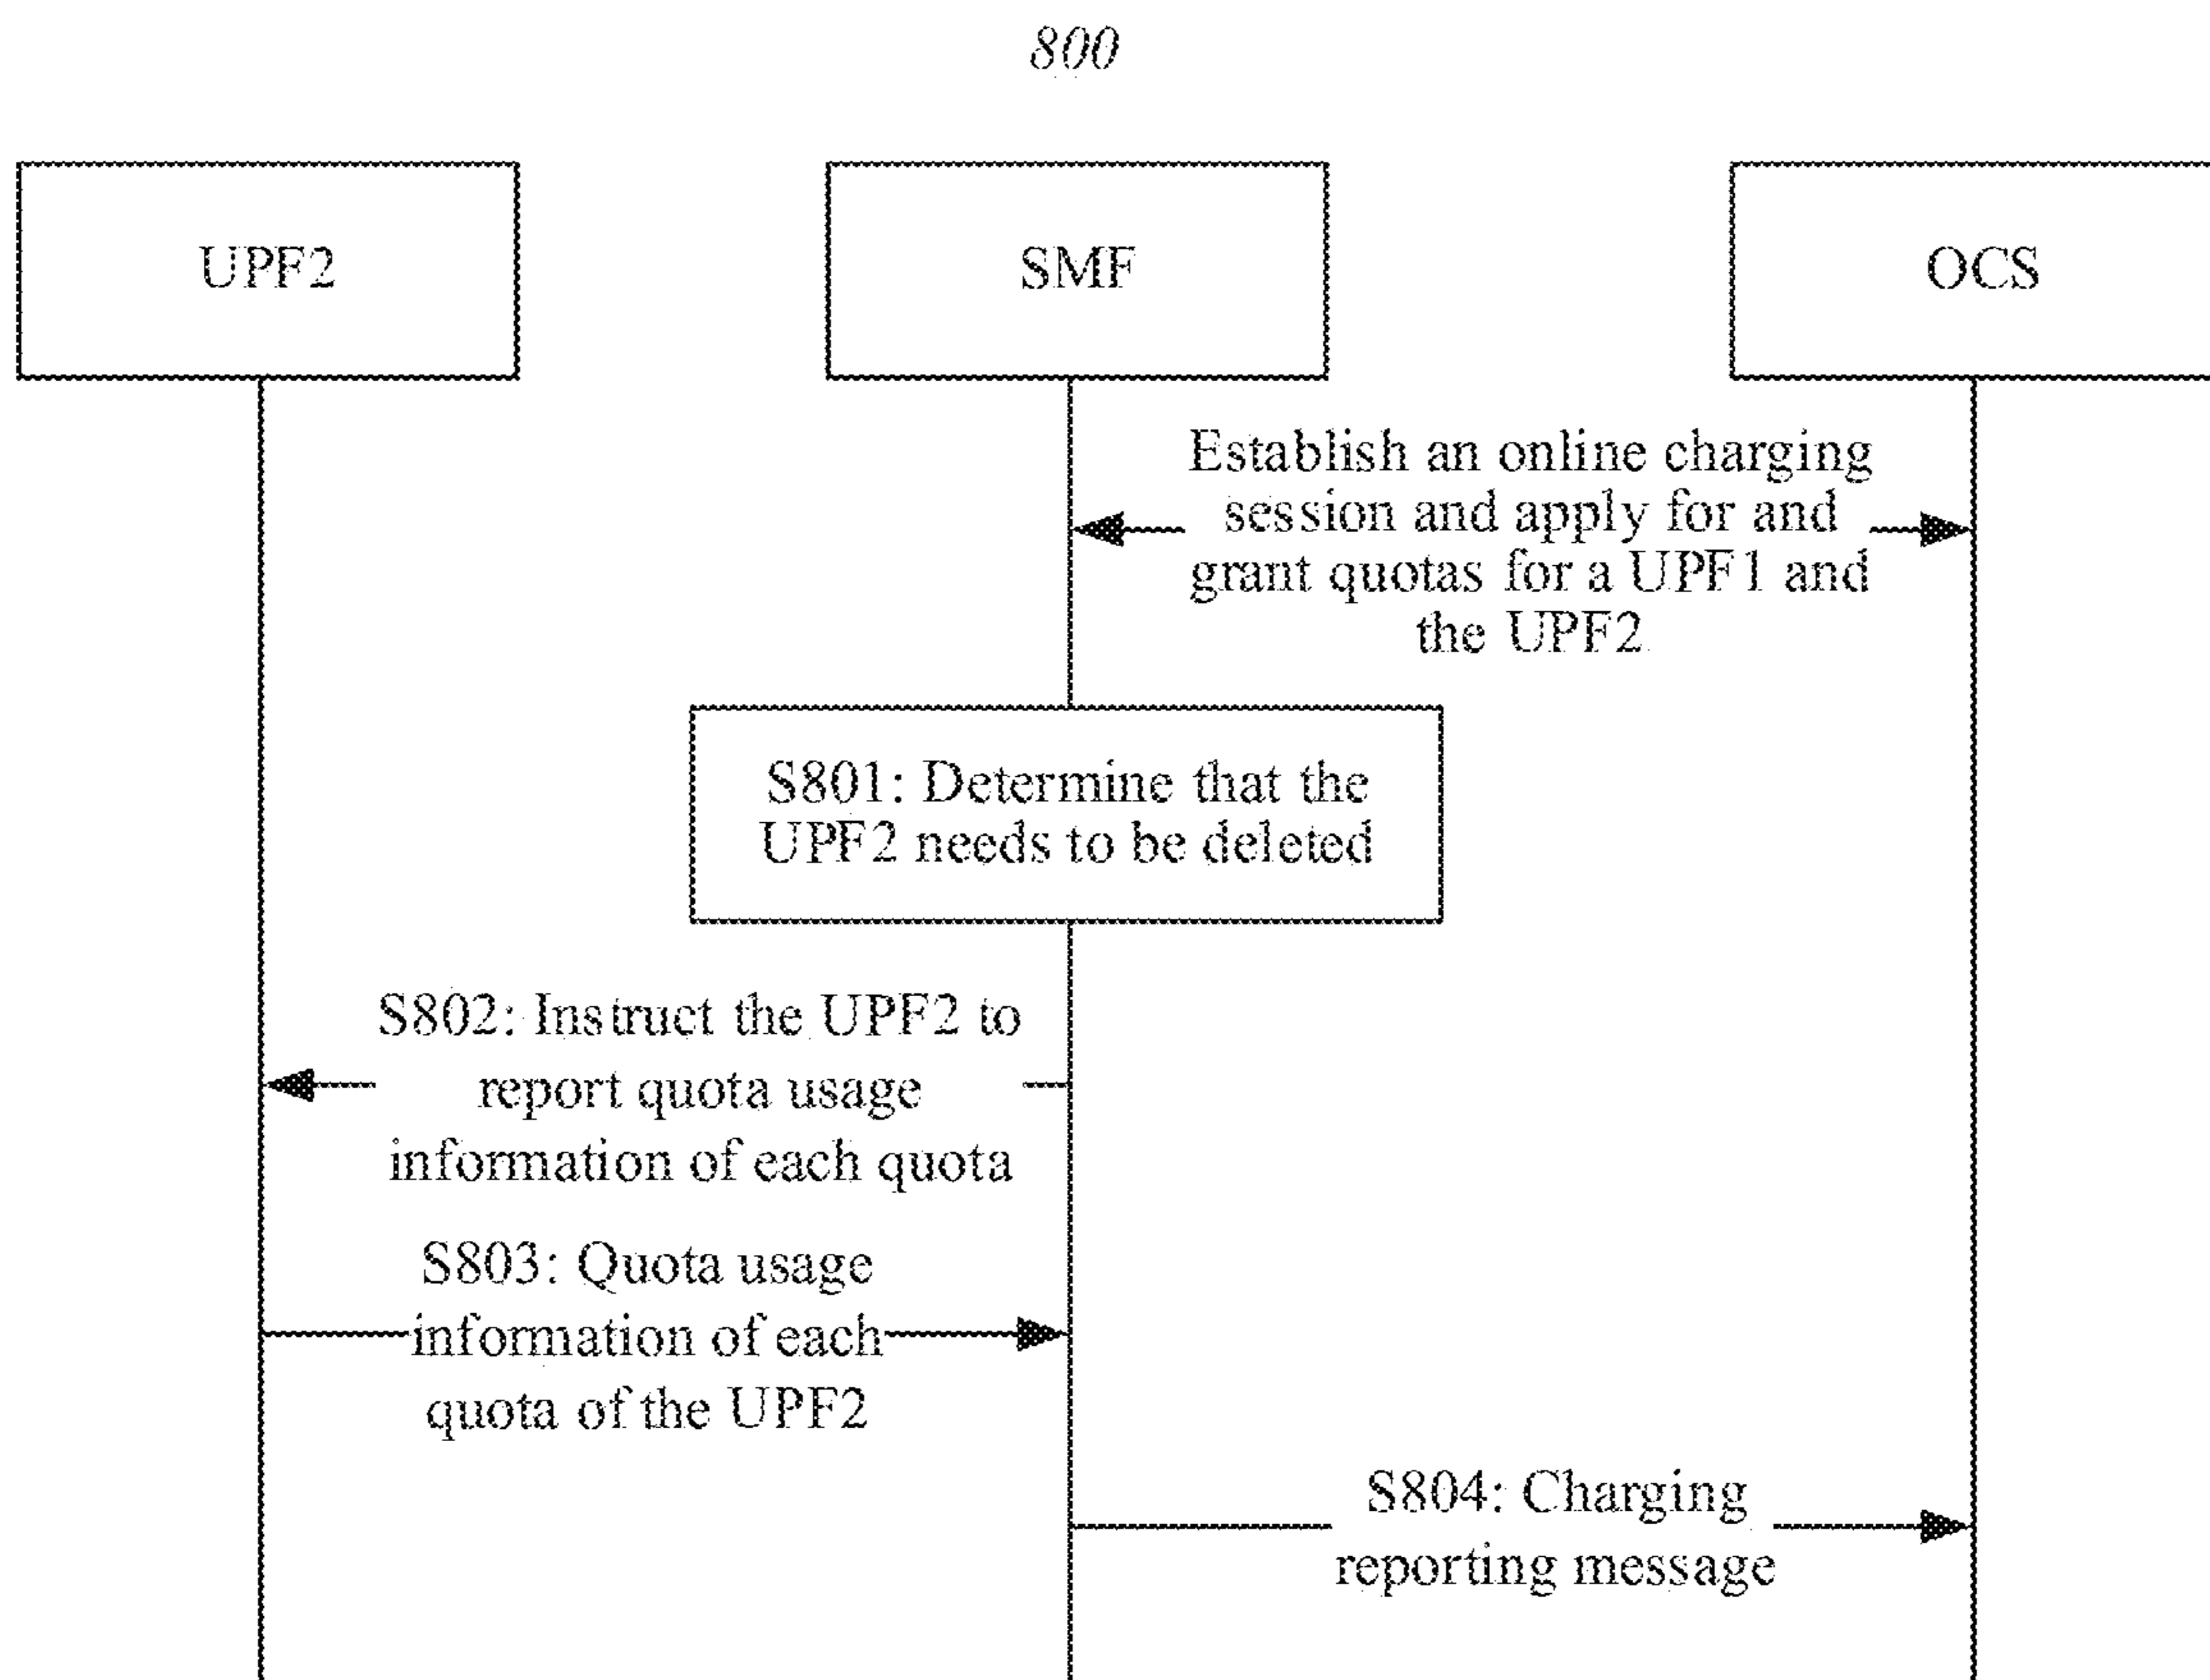 800
UPF2
SMF
OCS
Establish an online charging
session and apply for and
grant quotas for a UPF1 and
the UPF2
S801: Determine that the
UPF2 needs to be deleted
S802: Instruct the UPF2 to
report quota usage
information of each quota
S803: Quota usage
information of each
quota of the UPF2
S804: Charging
reporting message